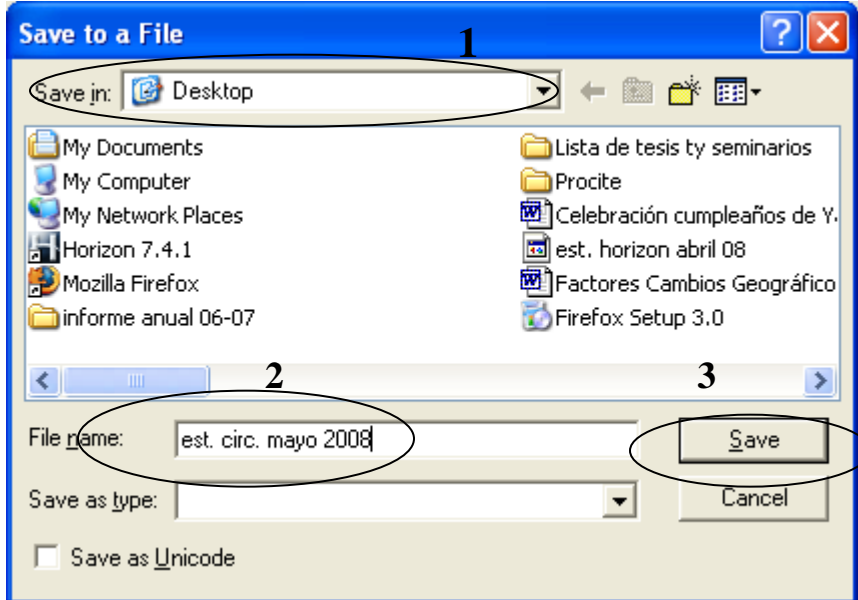 Save to a File
1
Save in: Desktop
My Documents
My Computer
My Network Places
Horizon 7.4.1
Mozilla Firefox
informe anual 06-07
Lista de tesis ty seminarios
Procite
Celebración cumpleaños de Y
est. horizon abril 08
Factores Cambios Geográfico
Firefox Setup 3.0
2
3
File name: est. circ. mayo 2008
Save
Save as type:
Cancel
Save as Unicode